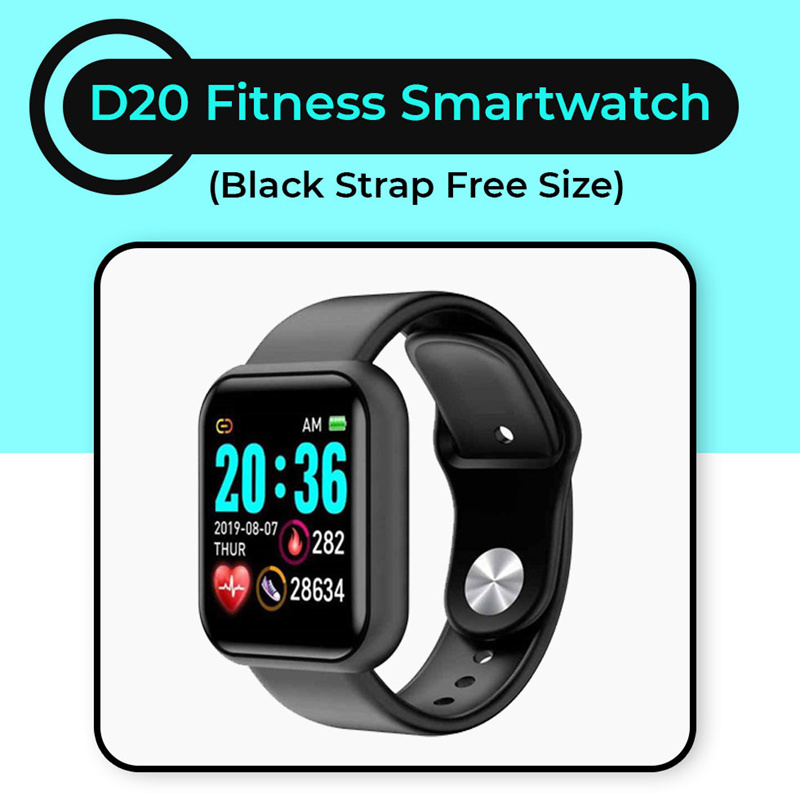 D20 Fitness Smartwatch
(Black Strap Free Size)
AM
20:36
2019-08-07
THUR
282
28634